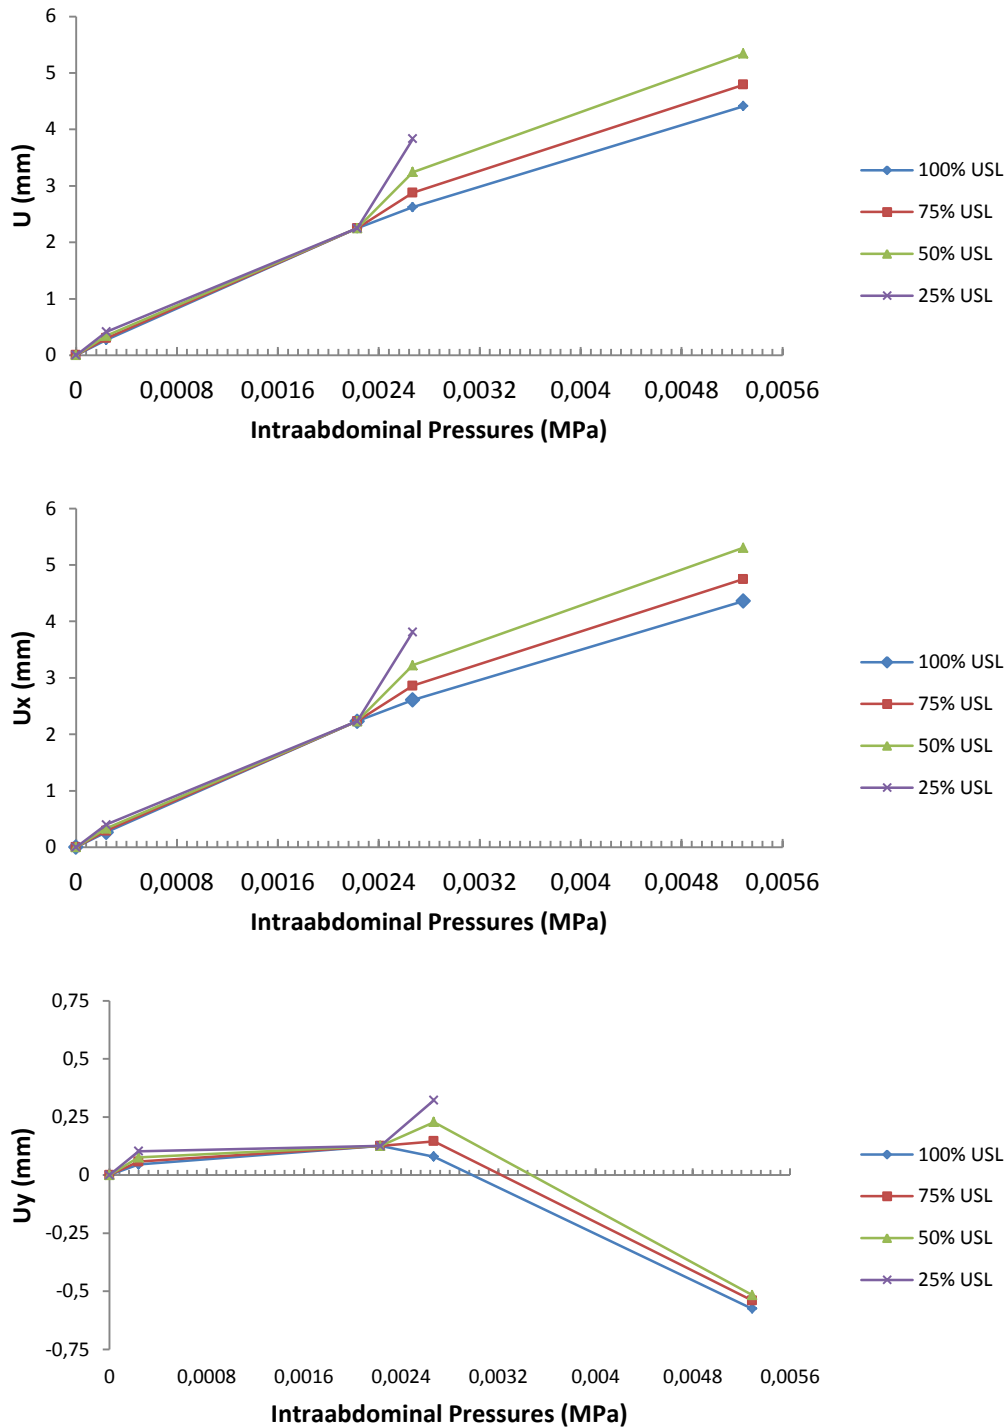 6
5
4
3
2
1
0
U (mm)
0 0,0008 0,0016 0,0024 0,0032 0,004 0,0048 0,0056
Intraabdominal Pressures (MPa)
100% USL
75% USL
50% USL
25% USL
6
5
4
3
2
1
0
Ux (mm)
0 0,0008 0,0016 0,0024 0,0032 0,004 0,0048 0,0056
Intraabdominal Pressures (MPa)
100% USL
75% USL
50% USL
25% USL
0,75
0,5
0,25
0
-0,25
-0,5
-0,75
Uy (mm)
0 0,0008 0,0016 0,0024 0,0032 0,004 0,0048 0,0056
Intraabdominal Pressures (MPa)
100% USL
75% USL
50% USL
25% USL